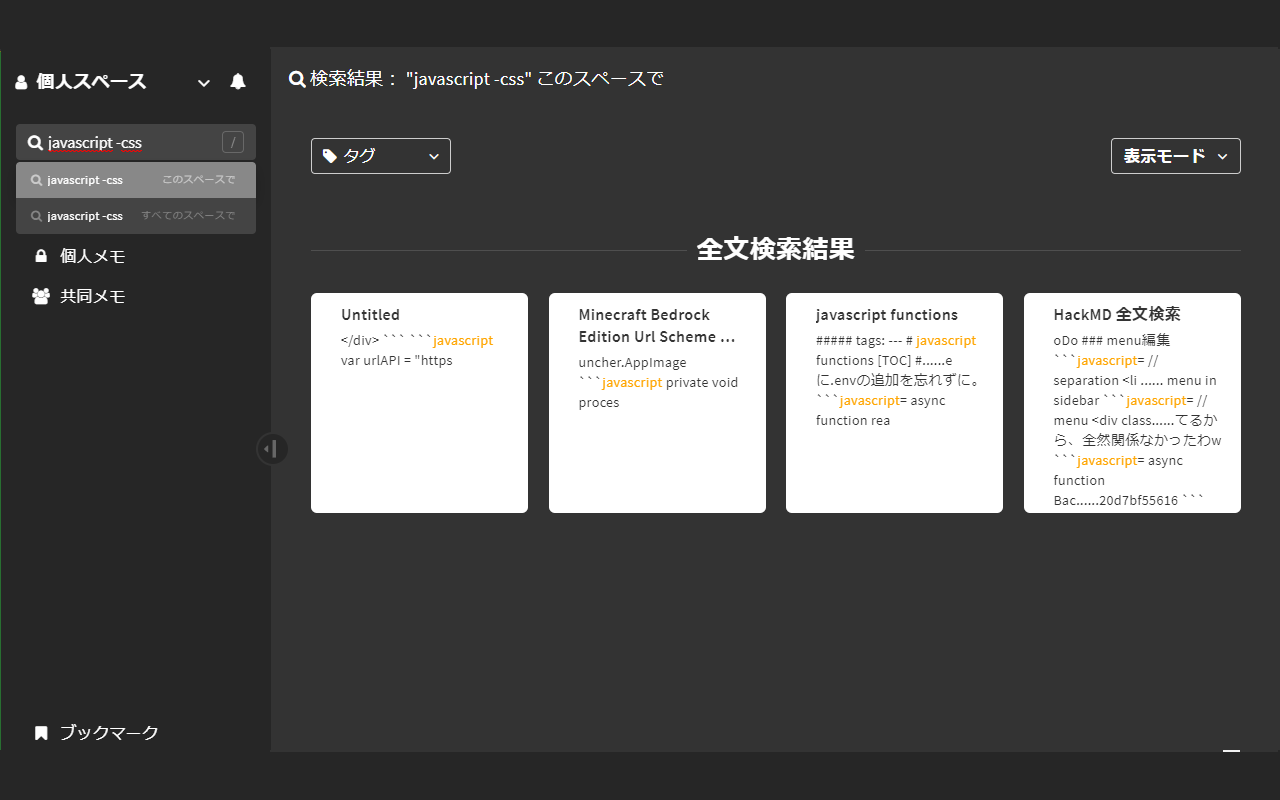 個人スペース
javascript -css /
javascript -css このスペースで
javascript -css すべてのスペースで
個人メモ
共同メモ
ブックマーク
検索結果： "javascript -css" このスペースで
タグ
表示モード
全文検索結果
Untitled
</div> ``` ```javascript
var urlAPI = "https
Minecraft Bedrock
Edition Url Scheme ...
uncher.AppImage
```javascript private void
proces
javascript functions
##### tags: --- # javascript
functions [TOC] #......e
に.envの追加を忘れずに。
```javascript= async
function rea
HackMD 全文検索
oDo ### menu編集
```javascript= //
separation <li ...... menu in
sidebar ```javascript= //
menu <div class......てるか
ら、全然関係なかったわw
```javascript= async
function
Bac......20d7bf55616 ```